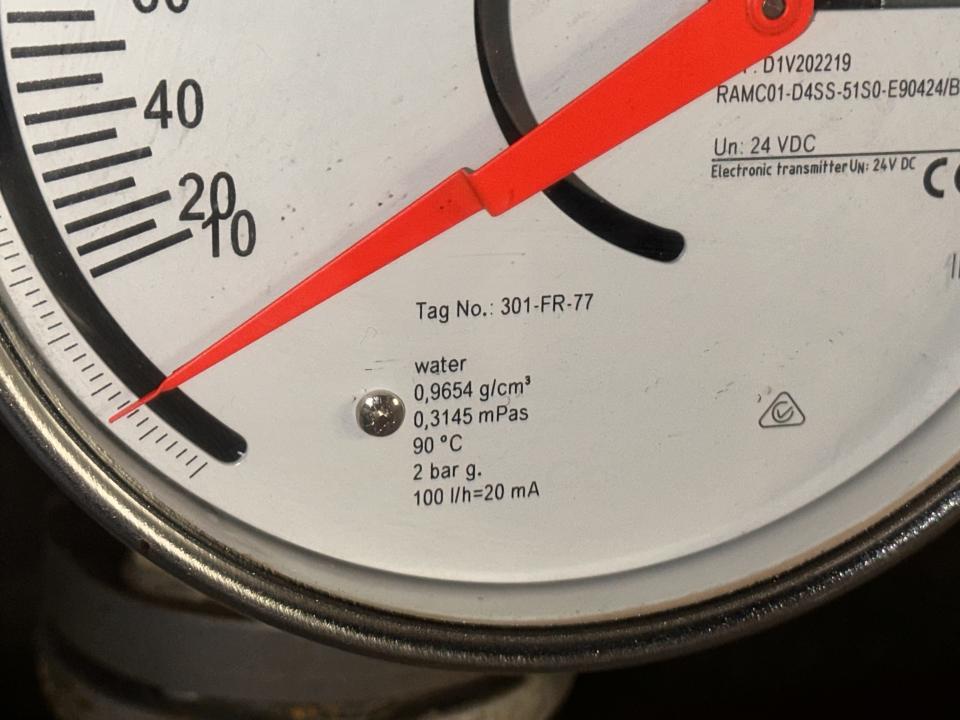 40
20
10
D1V202219
RAMC01-D4SS-51S0-E90424/B
Un: 24 VDC
Electronic transmitter UN: 24V DC
CE
Tag No.: 301-FR-77
water
0,9654 g/cm³
0,3145 mPas
90 °C
2 bar g.
100 l/h=20 mA